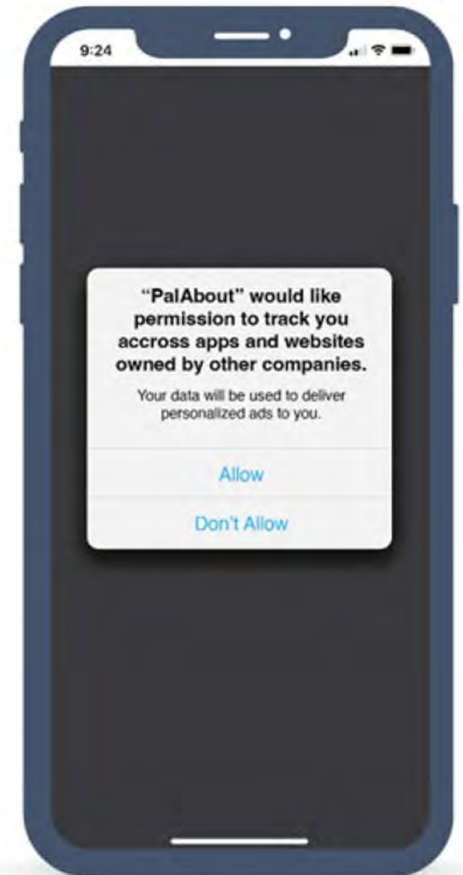 9:24
“PalAbout” would like
permission to track you
accross apps and websites
owned by other companies.
Your data will be used to deliver
personalized ads to you.
Allow
Don't Allow